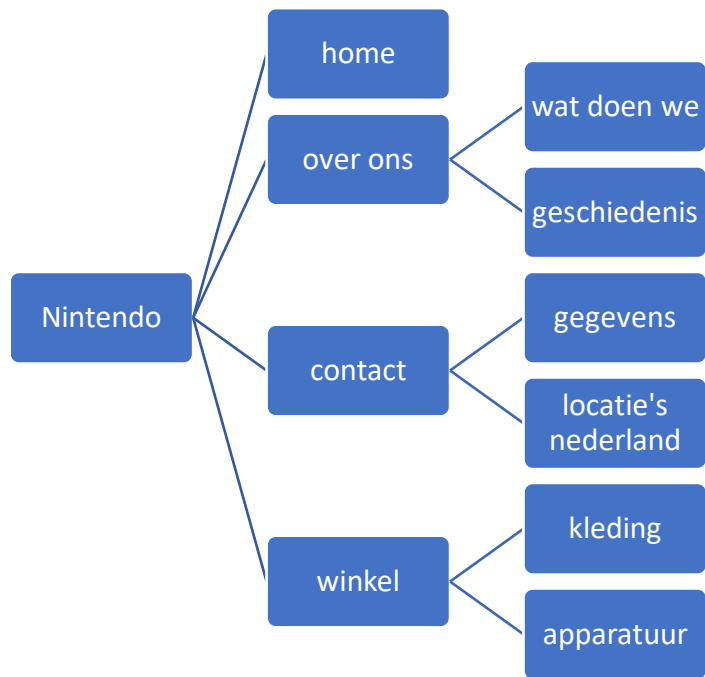 Nintendo
home
over ons
wat doen we
geschiedenis
contact
gegevens
locatie's
nederland
winkel
kleding
apparatuur